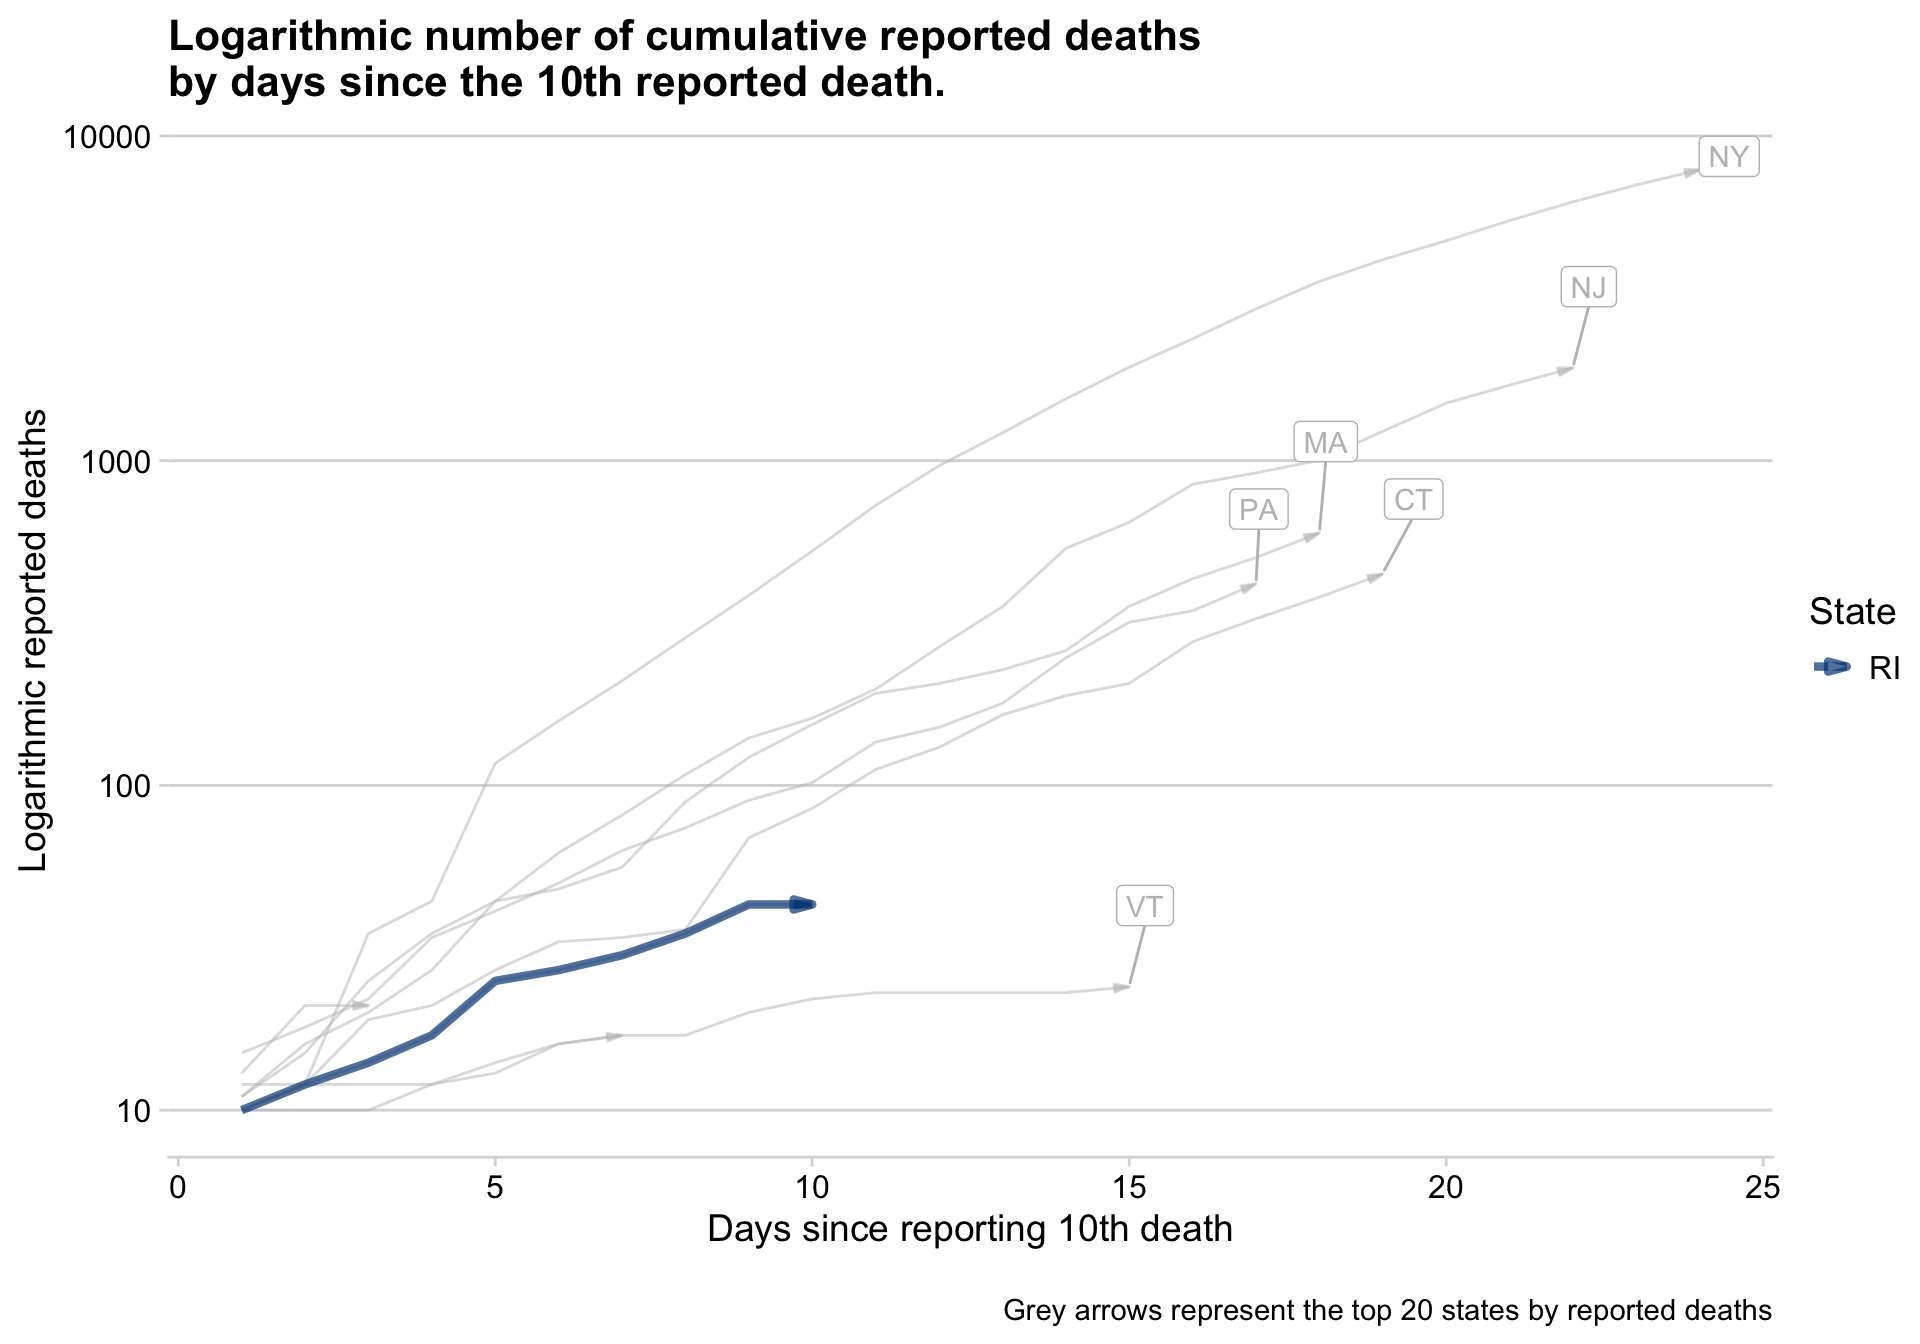 Logarithmic number of cumulative reported deaths
by days since the 10th reported death.
Logarithmic reported deaths
10000
1000
100
10
NY
NJ
MA
CT
PA
VT
State
RI
0 5 10 15 20 25
Days since reporting 10th death
Grey arrows represent the top 20 states by reported deaths